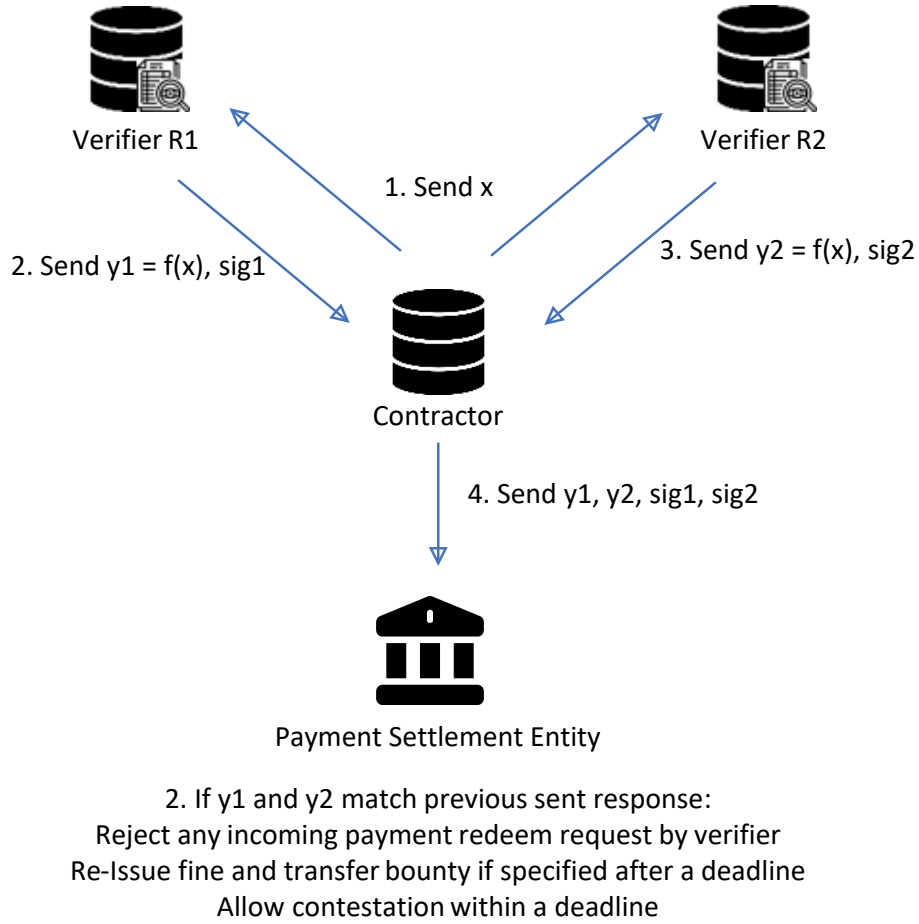 Verifier R1
Verifier R2
1. Send x
2. Send y1 = f(x), sig1
3. Send y2 = f(x), sig2
Contractor
4. Send y1, y2, sig1, sig2
Payment Settlement Entity
2. If y1 and y2 match previous sent response:
Reject any incoming payment redeem request by verifier
Re-Issue fine and transfer bounty if specified after a deadline
Allow contestation within a deadline